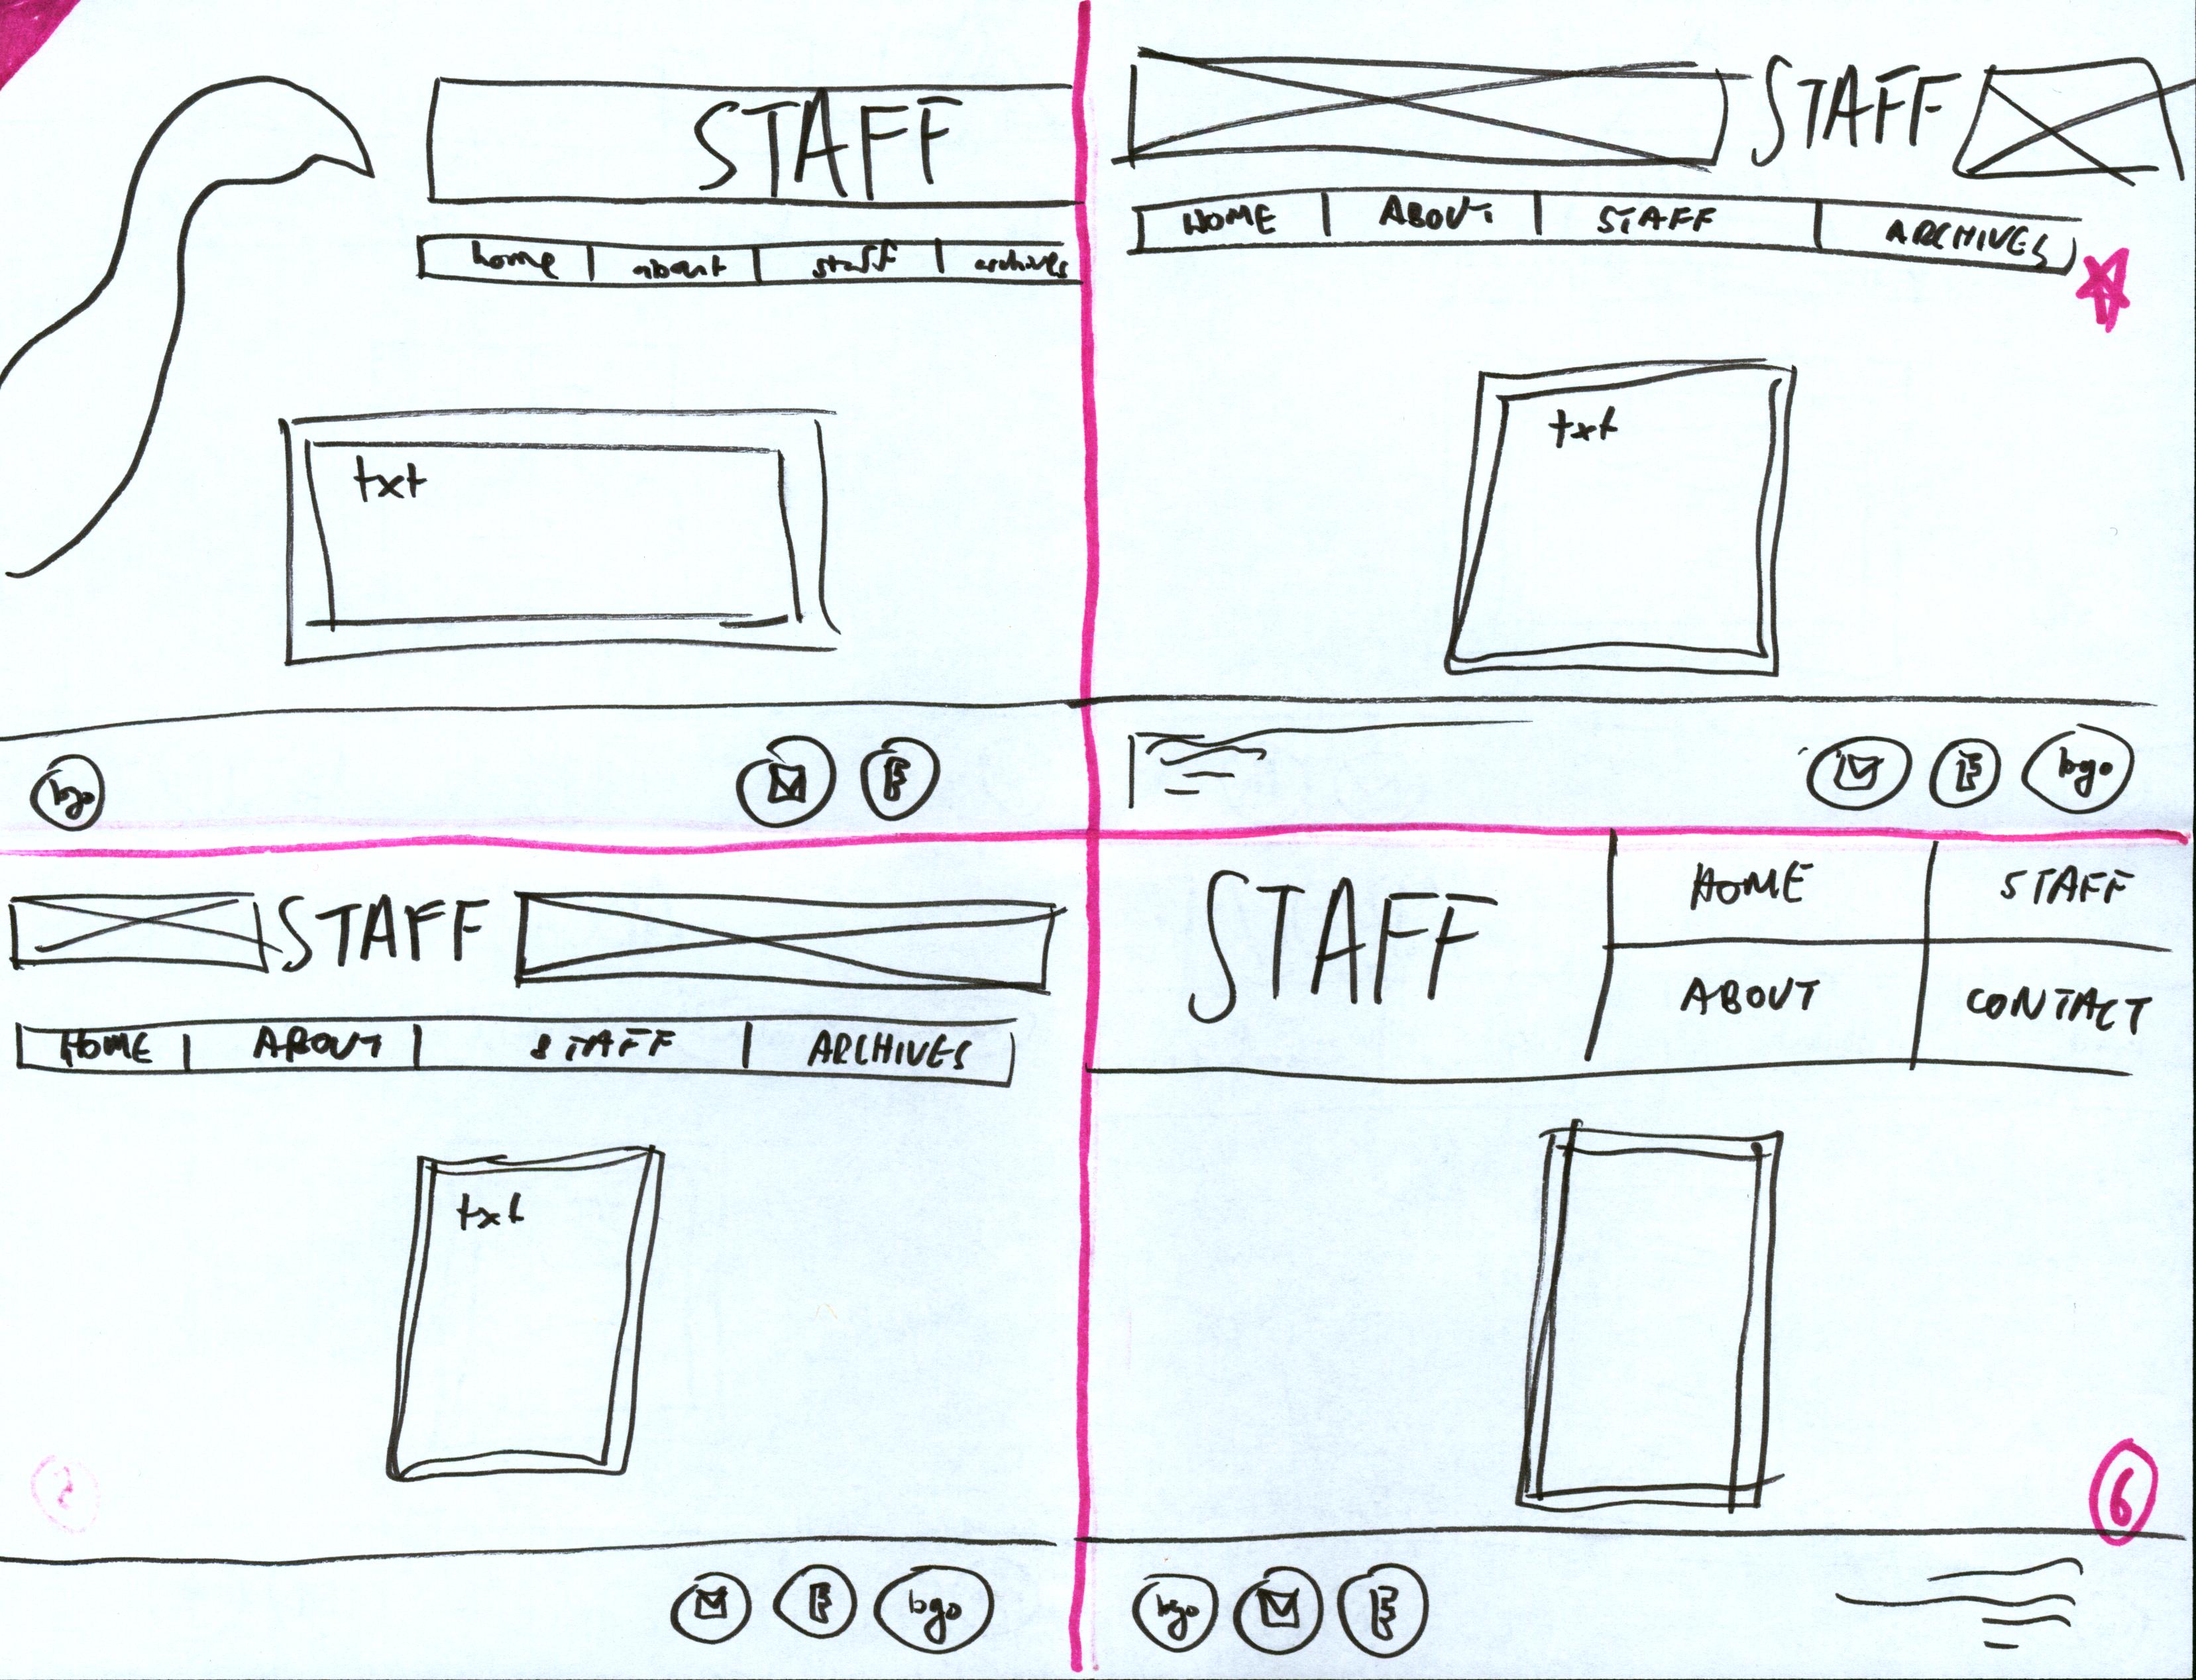 STAFF
home about staff archives
txt
logo
F
STAFF
HOME ABOUT STAFF ARCHIVES
txt
F logo
STAFF
HOME ABOUT STAFF ARCHIVES
txt
F logo
STAFF
HOME STAFF
ABOUT CONTACT
6
logo F